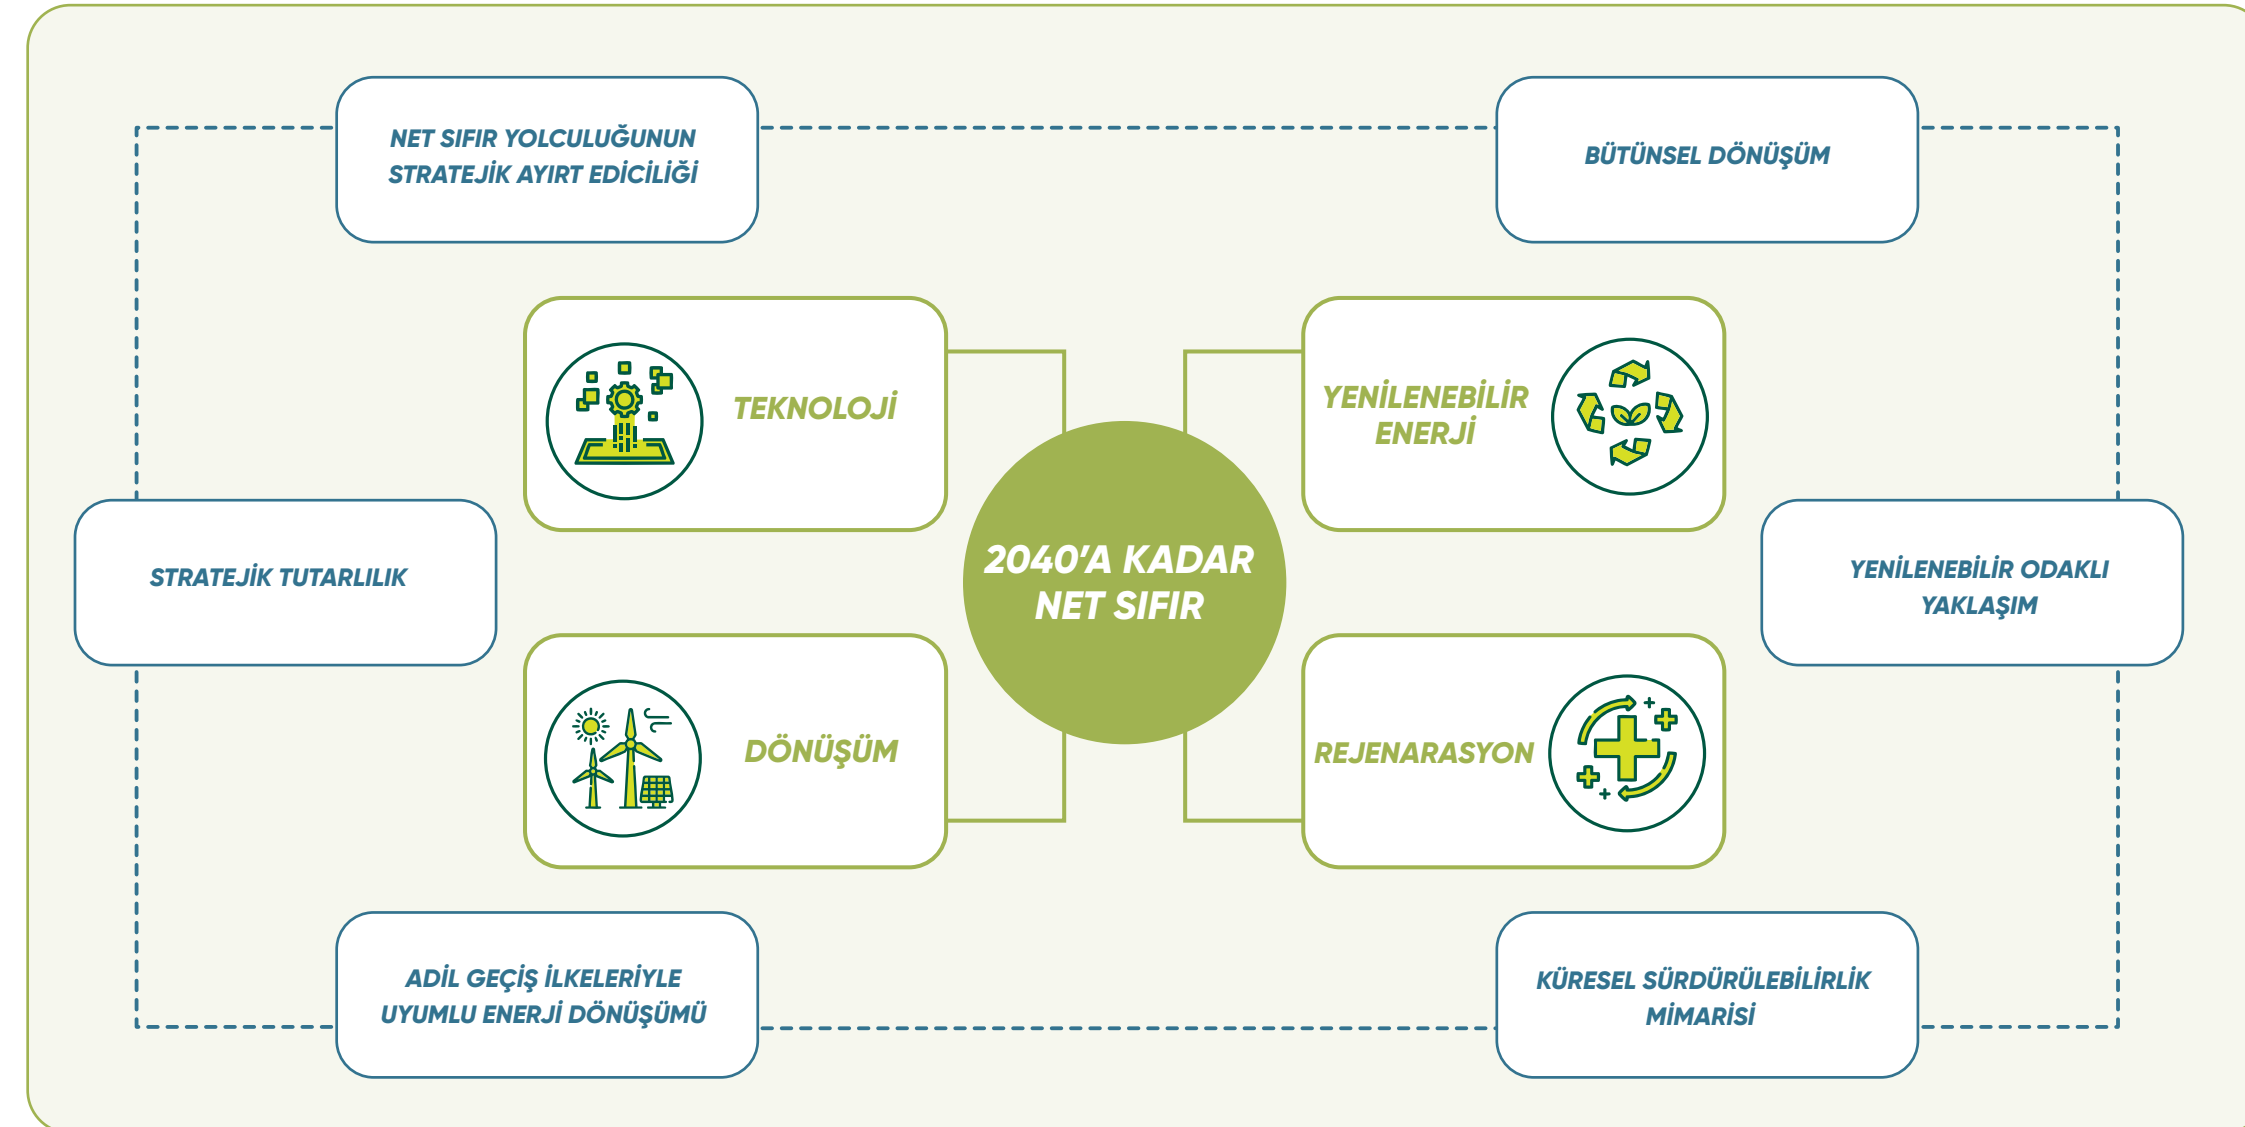 NET SIFIR YOLCULUĞUNUN
STRATEJİK AYIRT EDİCİLİĞİ
BÜTÜNSEL DÖNÜŞÜM
TEKNOLOJİ
YENİLENEBİLİR
ENERJİ
2040'A KADAR
NET SIFIR
STRATEJİK TUTARLILIK
YENİLENEBİLİR ODAKLI
YAKLAŞIM
DÖNÜŞÜM
REJENARASYON
ADİL GEÇİŞ İLKELERİYLE
UYUMLU ENERJİ DÖNÜŞÜMÜ
KÜRESEL SÜRDÜRÜLEBİLİRLİK
MİMARİSİ